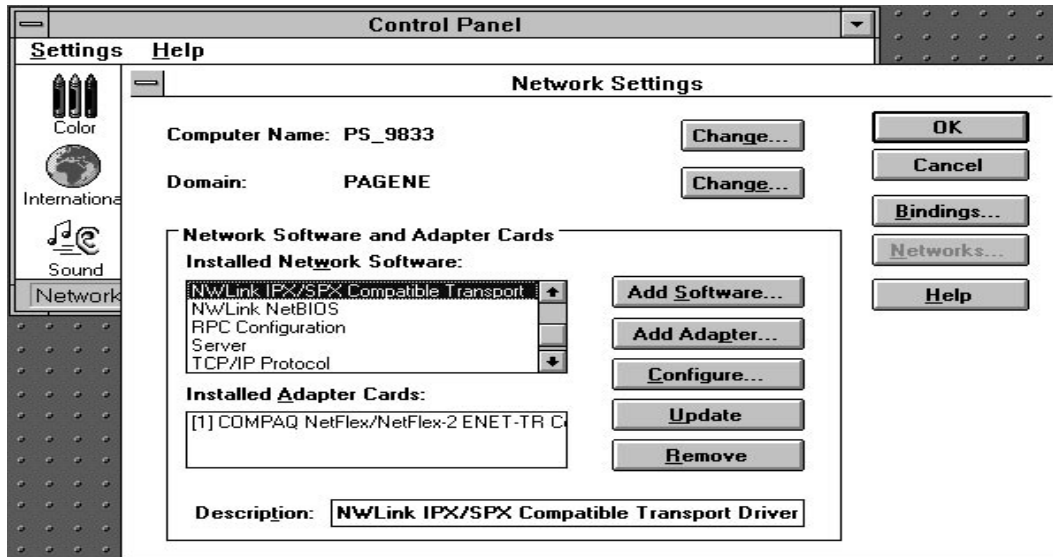 Control Panel
Settings Help
Color
Internationa
Sound
Network
Network Settings
Computer Name: PS_9833
Change...
Domain: PAGENE
Change...
Network Software and Adapter Cards
Installed Network Software:
NWLink IPX/SPX Compatible Transport
NWLink NetBIOS
RPC Configuration
Server
TCP/IP Protocol
Installed Adapter Cards:
[1] COMPAQ NetFlex/NetFlex-2 ENET-TR C
Description: NWLink IPX/SPX Compatible Transport Driver
Add Software...
Add Adapter...
Configure...
Update
Remove
OK
Cancel
Bindings...
Networks...
Help